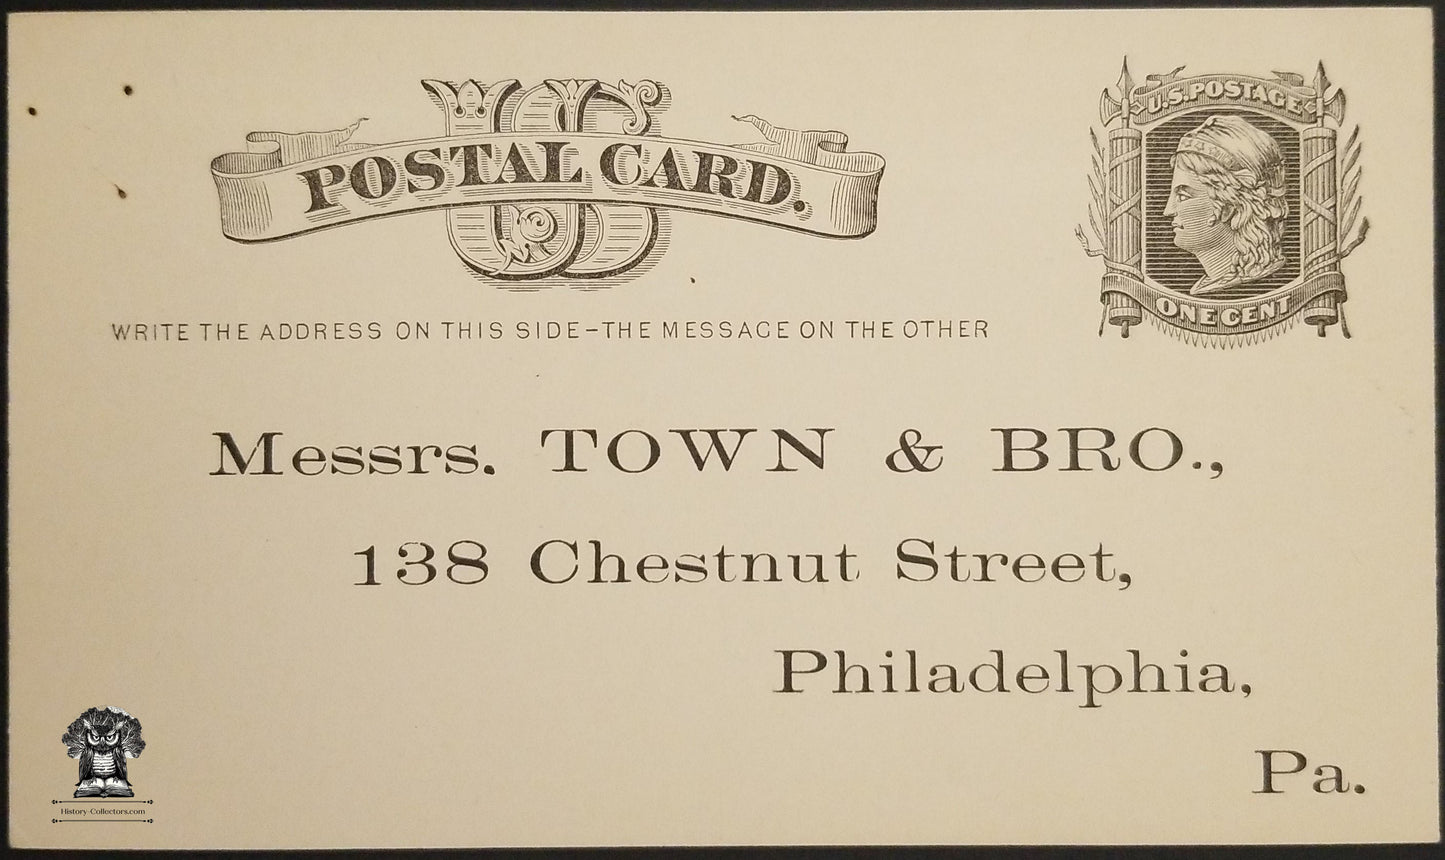 US
POSTAL CARD.
U.S. POSTAGE
ONE CENT
WRITE THE ADDRESS ON THIS SIDE-THE MESSAGE ON THE OTHER
Messrs. TOWN & BRO.,
138 Chestnut Street,
Philadelphia,
Pa.
History-Collectors.com